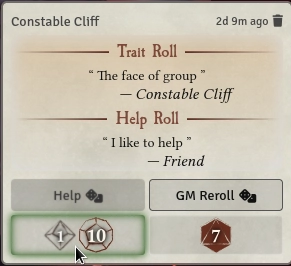 Constable Cliff 2d 9m ago
Trait Roll
“ The face of group ”
— Constable Cliff
Help Roll
“ I like to help ”
— Friend
Help GM Reroll
1 10 7